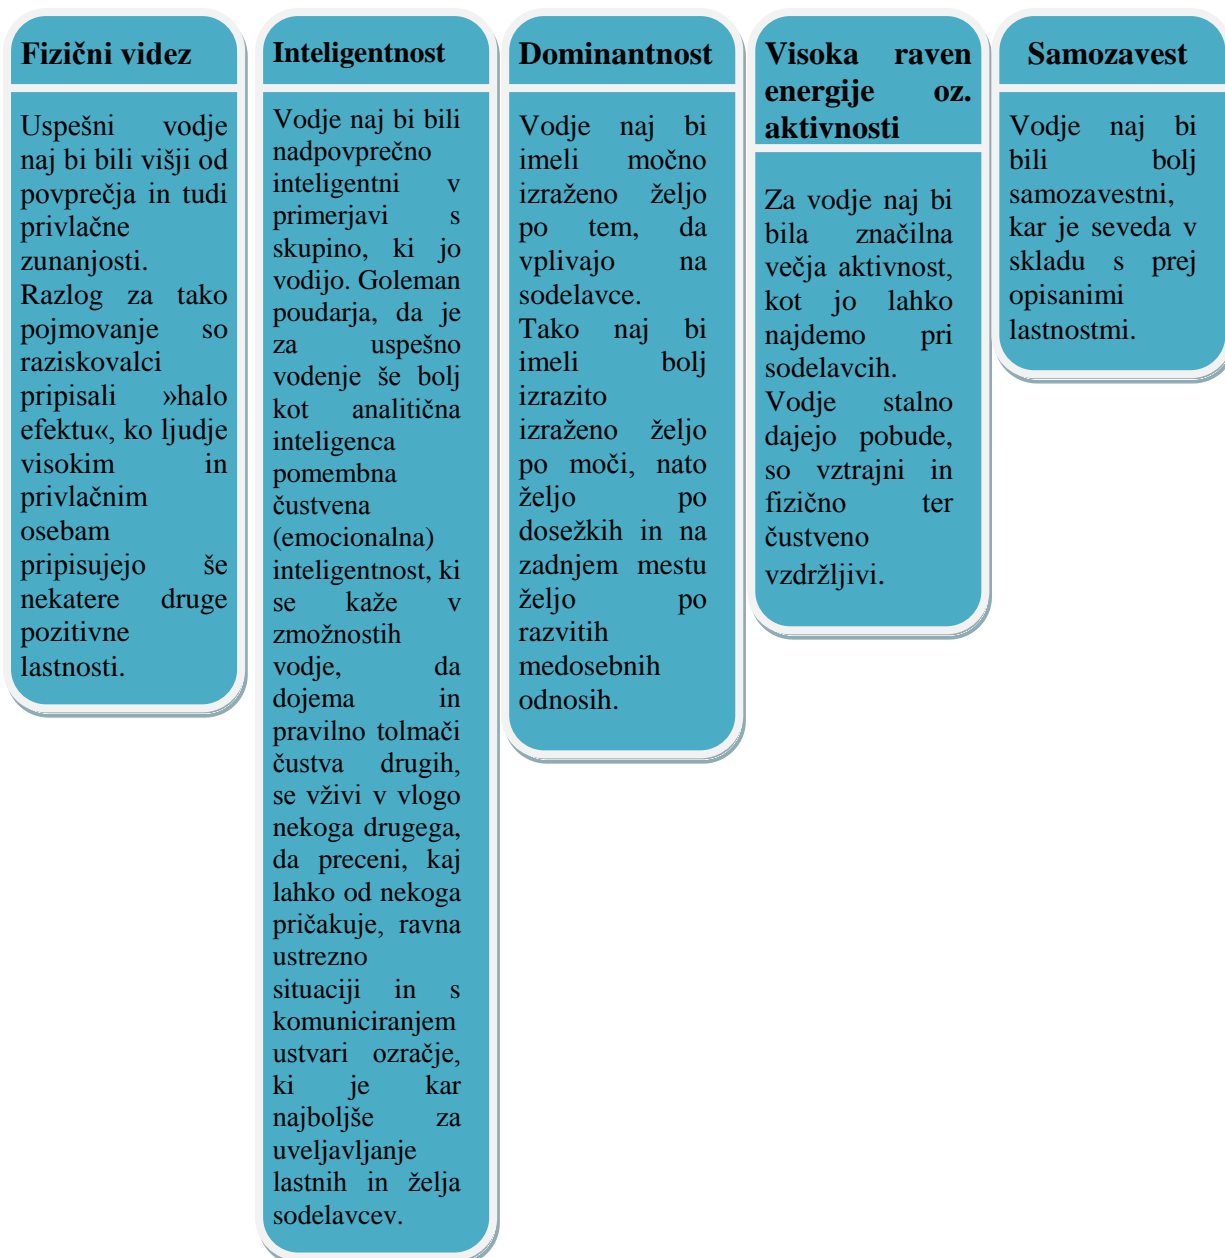 Fizični videz
Uspešni vodje
naj bi bili višji od
povprečja in tudi
privlačne
zunanjosti.
Razlog za tako
pojmovanje so
raziskovalci
pripisali »halo
efektu«, ko ljudje
visokim in
privlačnim
osebam
pripisujejo še
nekatere druge
pozitivne
lastnosti.
Inteligentnost
Vodje naj bi bili
nadpovprečno
inteligentni v
primerjavi s
skupino, ki jo
vodijo. Goleman
poudarja, da je
za uspešno
vodenje še bolj
kot analitična
inteligenca
pomembna
čustvena
(emocionalna)
inteligentnost, ki
se kaže v
zmožnostih
vodje, da
dojema in
pravilno tolmači
čustva drugih,
se vživi v vlogo
nekoga drugega,
da preceni, kaj
lahko od nekoga
pričakuje, ravna
ustrezno
situaciji in s
komuniciranjem
ustvari ozračje,
ki je kar
najboljše za
uveljavljanje
lastnih in želja
sodelavcev.
Dominantnost
Vodje naj bi
imeli močno
izraženo željo
po tem, da
vplivajo na
sodelavce.
Tako naj bi
imeli bolj
izrazito
izraženo željo
po moči, nato
željo po
dosežkih in na
zadnjem mestu
željo po
razvitih
medosebnih
odnosih.
Visoka raven
energije oz.
aktivnosti
Za vodje naj bi
bila značilna
večja aktivnost,
kot jo lahko
najdemo pri
sodelavcih.
Vodje stalno
dajejo pobude,
so vztrajni in
fizično ter
čustveno
vzdržljivi.
Samozavest
Vodje naj bi
bili bolj
samozavestni,
kar je seveda v
skladu s prej
opisanimi
lastnostmi.